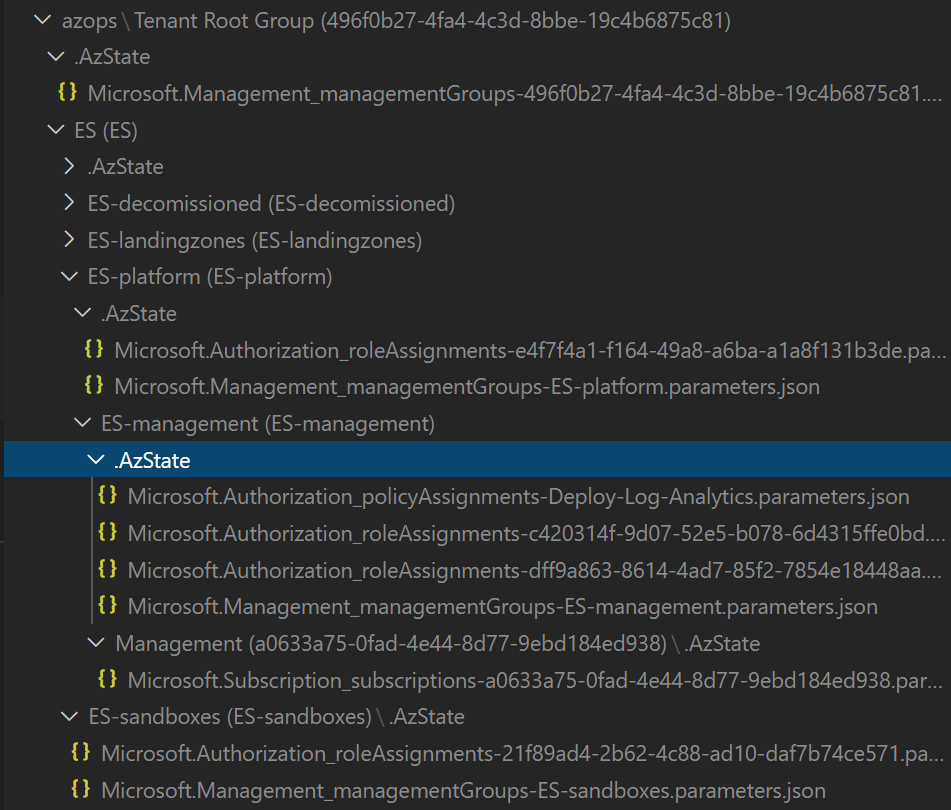 azops \ Tenant Root Group (496f0b27-4fa4-4c3d-8bbe-19c4b6875c81)
.AzState
{} Microsoft.Management_managementGroups-496f0b27-4fa4-4c3d-8bbe-19c4b6875c81....
ES (ES)
.AzState
ES-decomissioned (ES-decomissioned)
ES-landingzones (ES-landingzones)
ES-platform (ES-platform)
.AzState
{} Microsoft.Authorization_roleAssignments-e4f7f4a1-f164-49a8-a6ba-a1a8f131b3de.pa...
{} Microsoft.Management_managementGroups-ES-platform.parameters.json
ES-management (ES-management)
.AzState
{} Microsoft.Authorization_policyAssignments-Deploy-Log-Analytics.parameters.json
{} Microsoft.Authorization_roleAssignments-c420314f-9d07-52e5-b078-6d4315ffe0bd....
{} Microsoft.Authorization_roleAssignments-dff9a863-8614-4ad7-85f2-7854e18448aa....
{} Microsoft.Management_managementGroups-ES-management.parameters.json
Management (a0633a75-0fad-4e44-8d77-9ebd184ed938) \ .AzState
{} Microsoft.Subscription_subscriptions-a0633a75-0fad-4e44-8d77-9ebd184ed938.par...
ES-sandboxes (ES-sandboxes) \ .AzState
{} Microsoft.Authorization_roleAssignments-21f89ad4-2b62-4c88-ad10-daf7b74ce571.pa...
{} Microsoft.Management_managementGroups-ES-sandboxes.parameters.json